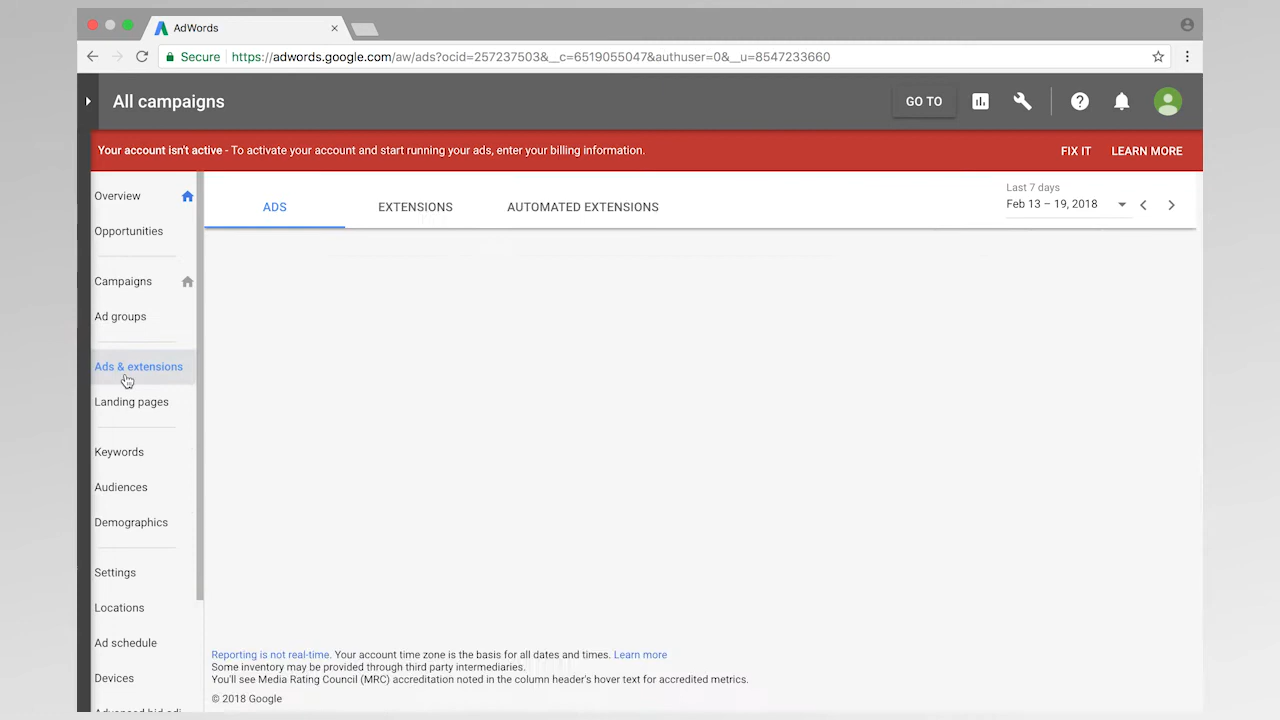 AdWords
Secure https://adwords.google.com/aw/ads?ocid=257237503&__c=6519055047&authuser=0&__u=8547233660
All campaigns
GO TO
Your account isn't active - To activate your account and start running your ads, enter your billing information.
FIX IT
LEARN MORE
Overview
Opportunities
Campaigns
Ad groups
Ads & extensions
Landing pages
Keywords
Audiences
Demographics
Settings
Locations
Ad schedule
Devices
ADS
EXTENSIONS
AUTOMATED EXTENSIONS
Last 7 days
Feb 13 – 19, 2018
Reporting is not real-time. Your account time zone is the basis for all dates and times. Learn more
Some inventory may be provided through third party intermediaries.
You'll see Media Rating Council (MRC) accreditation noted in the column header's hover text for accredited metrics.
© 2018 Google